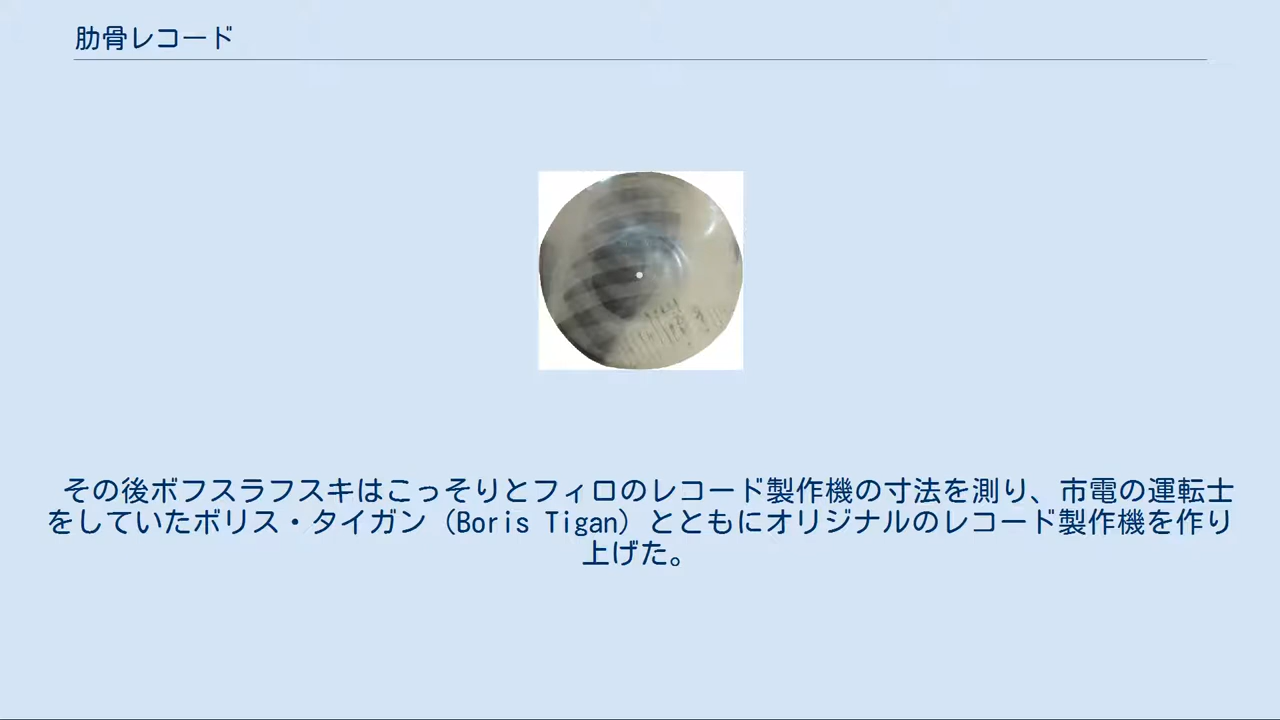 肋骨レコード
その後ボフスラフスキはこっそりとフィロのレコード製作機の寸法を測り、市電の運転士
をしていたボリス・タイガン（Boris Tigan）とともにオリジナルのレコード製作機を作り
上げた。